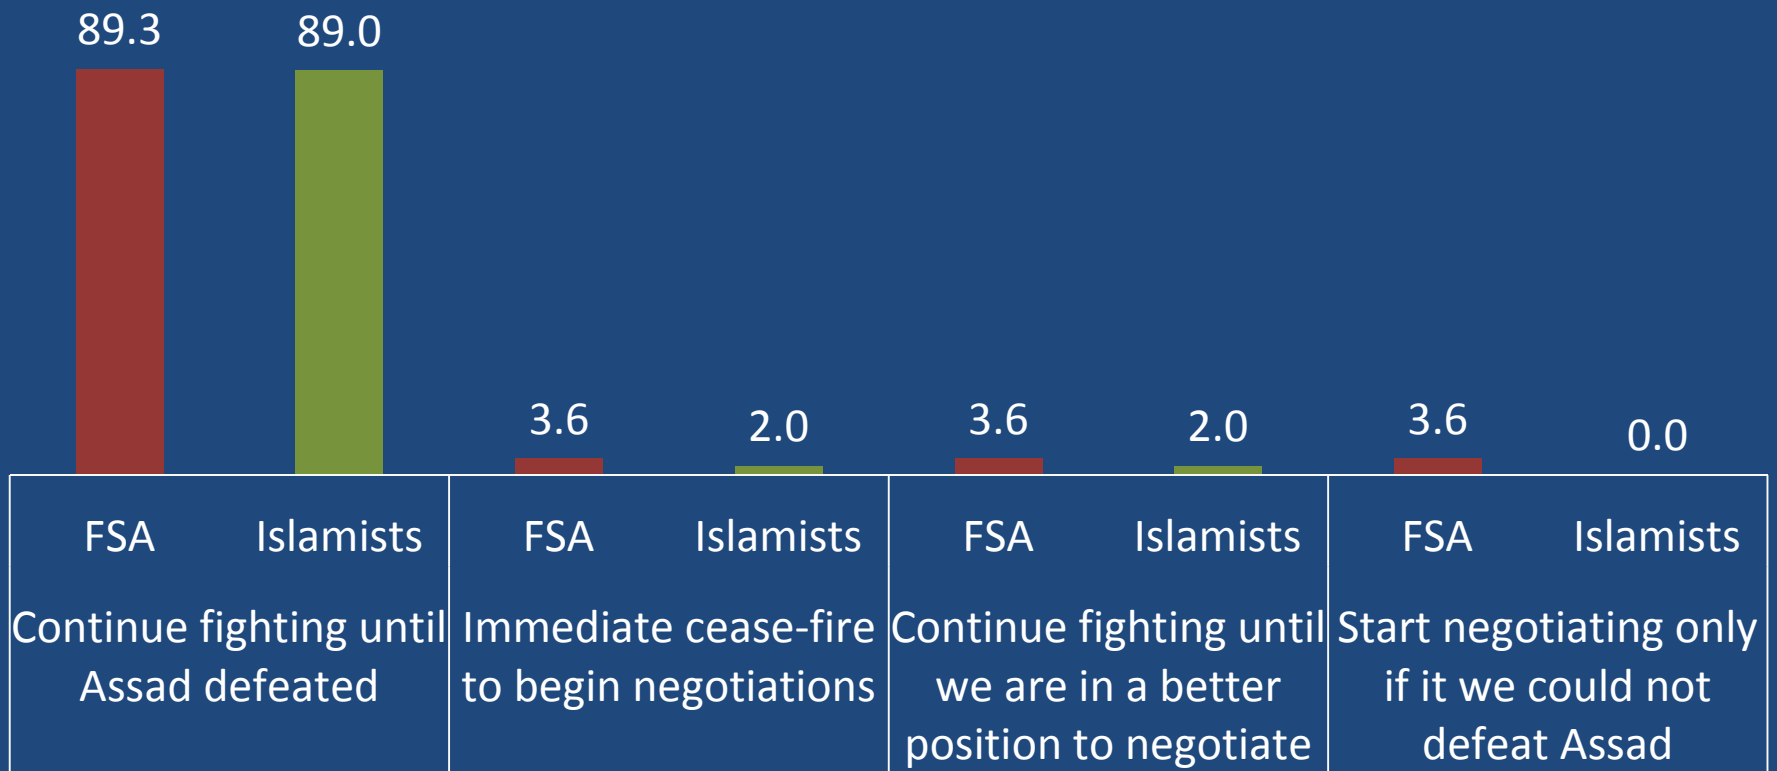 89.3
89.0
3.6
2.0
3.6
2.0
3.6
0.0
FSA
Islamists
FSA
Islamists
FSA
Islamists
FSA
Islamists
Continue fighting until
Assad defeated
Immediate cease-fire
to begin negotiations
Continue fighting until
we are in a better
position to negotiate
Start negotiating only
if it we could not
defeat Assad